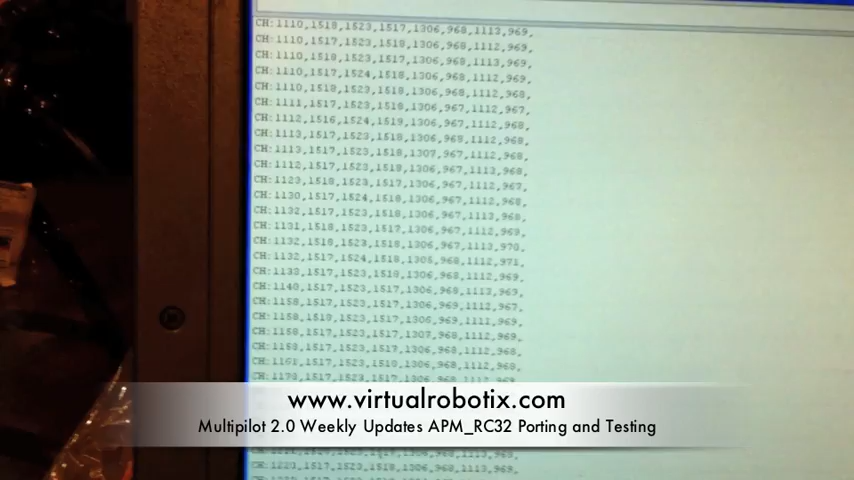 CH:1110,1518,1523,1517,1306,968,1113,969,
CH:1110,1517,1523,1518,1306,968,1112,969,
CH:1110,1518,1523,1517,1306,968,1113,969,
CH:1110,1517,1524,1518,1306,968,1112,969,
CH:1110,1518,1523,1518,1306,968,1112,968,
CH:1111,1517,1523,1518,1306,967,1112,967,
CH:1112,1516,1524,1519,1306,967,1112,968,
CH:1113,1517,1523,1518,1306,968,1112,968,
CH:1113,1517,1523,1518,1307,967,1112,968,
CH:1112,1517,1523,1518,1306,967,1113,968,
CH:1123,1518,1523,1517,1306,967,1112,967,
CH:1130,1517,1524,1518,1306,967,1112,968,
CH:1132,1517,1523,1518,1306,967,1113,968,
CH:1131,1518,1523,1517,1306,967,1112,969,
CH:1132,1518,1523,1518,1306,967,1113,970,
CH:1132,1517,1524,1518,1305,968,1112,971,
CH:1133,1517,1523,1518,1306,968,1112,969,
CH:1140,1517,1523,1517,1306,968,1113,969,
CH:1158,1517,1523,1517,1306,969,1112,967,
CH:1158,1518,1523,1517,1306,969,1111,969,
CH:1158,1517,1523,1517,1307,968,1112,969,
CH:1159,1517,1523,1517,1306,968,1112,968,
CH:1161,1517,1523,1518,1306,968,1112,968,
www.virtualrobotix.com
Multipilot 2.0 Weekly Updates APM_RC32 Porting and Testing